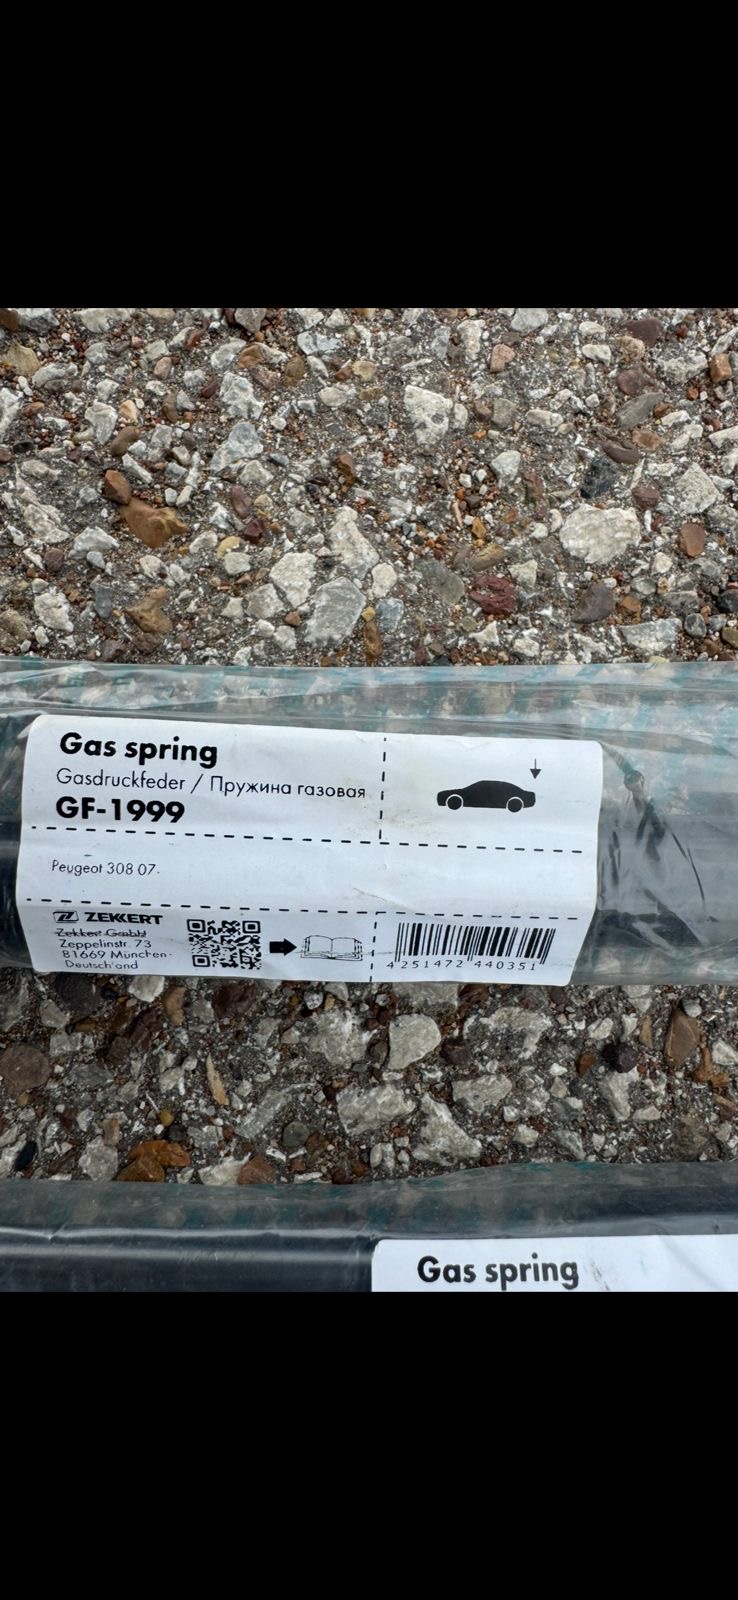 Gas spring
Gasdruckfeder / Пружина газовая
GF-1999
Peugeot 308 07-
ZEKKERT
Zekkert GmbH
Zeppelinstr. 73
81669 München-
Deutschland
4 251472 440351
Gas spring